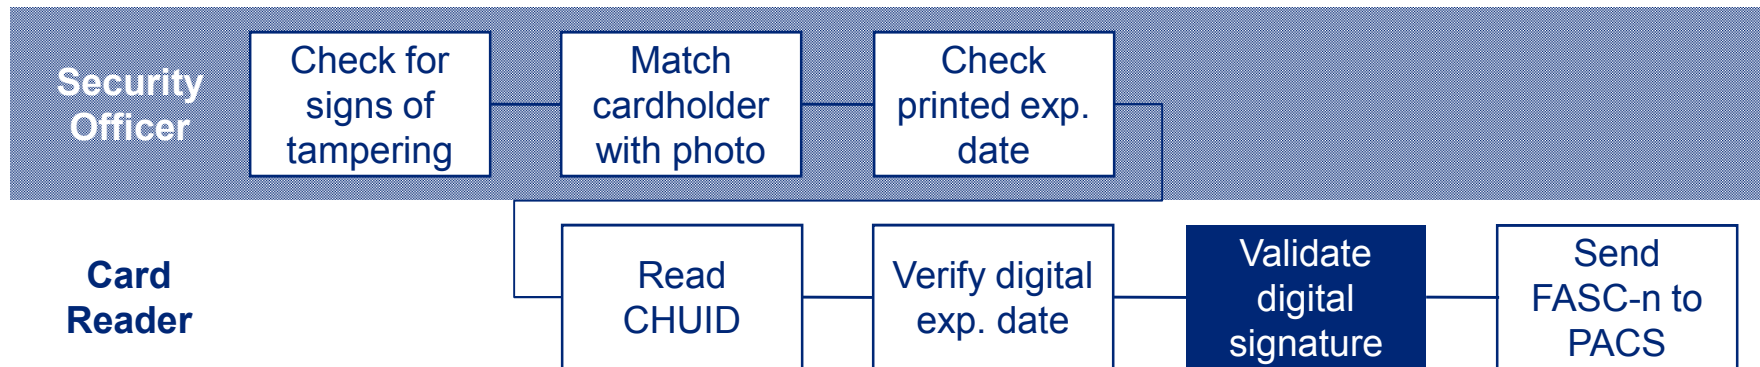 Security
Officer
Check for
signs of
tampering
Match
cardholder
with photo
Check
printed exp.
date
Card
Reader
Read
CHUID
Verify digital
exp. date
Validate
digital
signature
Send
FASC-n to
PACS